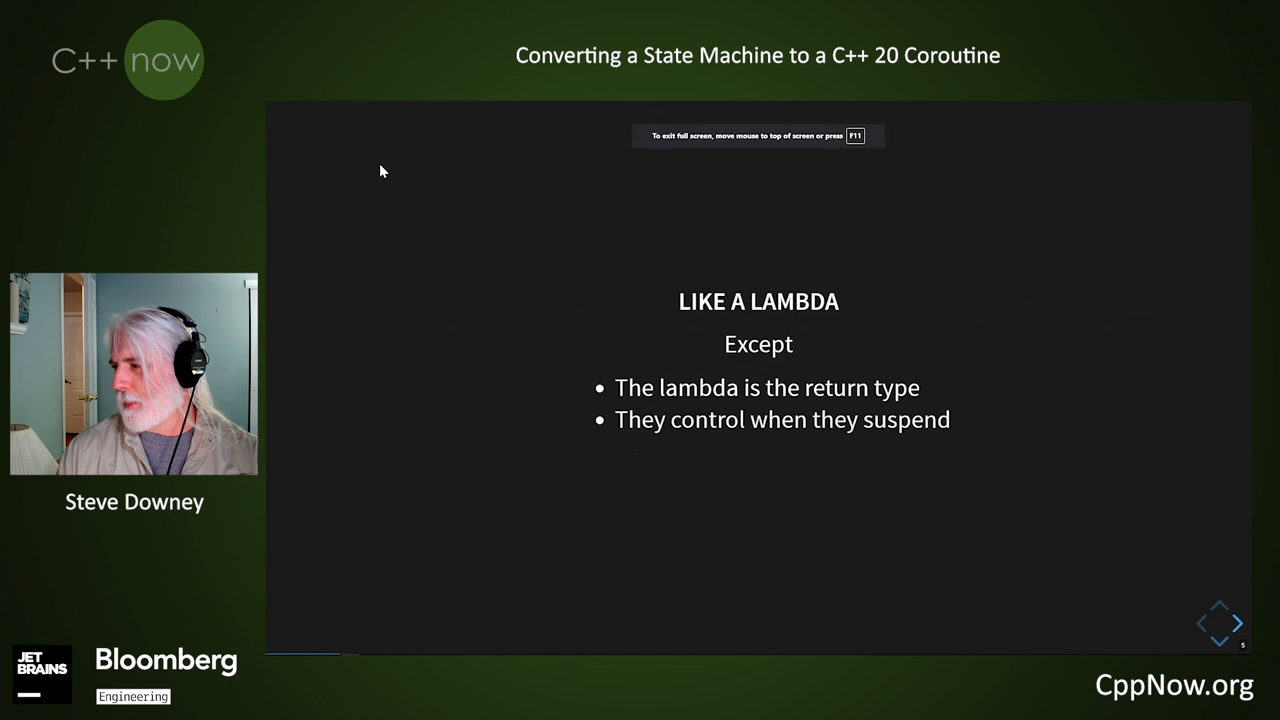 C++ now
Converting a State Machine to a C++ 20 Coroutine
To exit full screen, move mouse to top of screen or press F11
LIKE A LAMBDA
Except
• The lambda is the return type
• They control when they suspend
Steve Downey
5
JET
BRAINS
Bloomberg
Engineering
CppNow.org